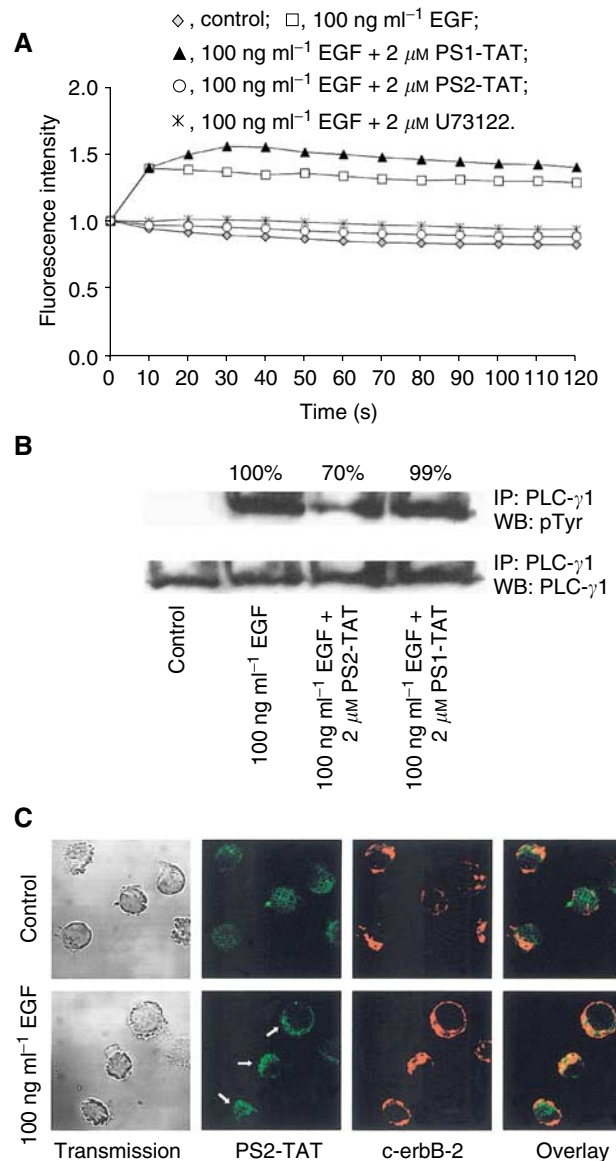 A
◇, control; □, 100 ng ml⁻¹ EGF;
▲, 100 ng ml⁻¹ EGF + 2 μM PS1-TAT;
○, 100 ng ml⁻¹ EGF + 2 μM PS2-TAT;
✳, 100 ng ml⁻¹ EGF + 2 μM U73122.
Fluorescence intensity
2.0
1.5
1.0
0.5
0.0
0 10 20 30 40 50 60 70 80 90 100 110 120
Time (s)
B
100% 70% 99%
IP: PLC-γ1
WB: pTyr
IP: PLC-γ1
WB: PLC-γ1
Control
100 ng ml⁻¹ EGF
100 ng ml⁻¹ EGF +
2 μM PS2-TAT
100 ng ml⁻¹ EGF +
2 μM PS1-TAT
C
Control
100 ng ml⁻¹ EGF
Transmission PS2-TAT c-erbB-2 Overlay